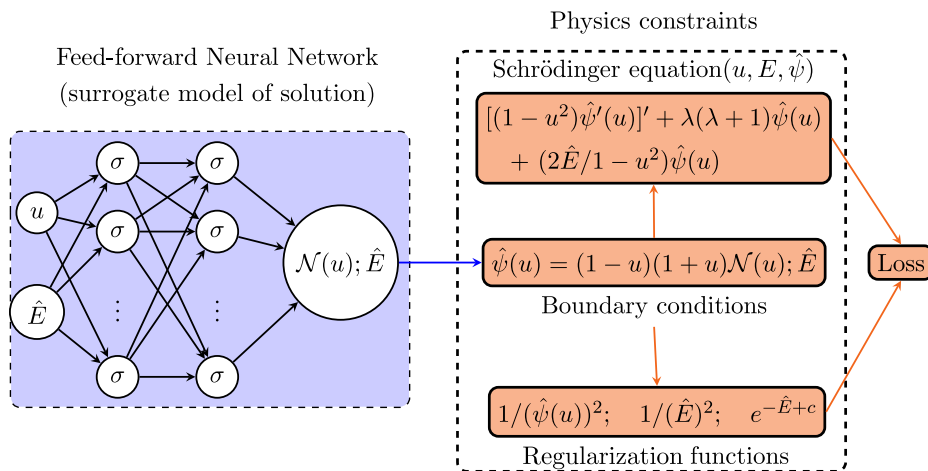 Physics constraints
Feed-forward Neural Network
(surrogate model of solution)
Schrödinger equation(u, E, ψ̂)
[(1 − u²)ψ̂′(u)]′ + λ(λ + 1)ψ̂(u)
+ (2Ê/1 − u²)ψ̂(u)
σ
σ
u
σ
σ
𝒩(u); Ê
ψ̂(u) = (1 − u)(1 + u)𝒩(u); Ê
Loss
Boundary conditions
Ê
⋮
⋮
σ
σ
1/(ψ̂(u))²; 1/(Ê)²; e^{−Ê+c}
Regularization functions